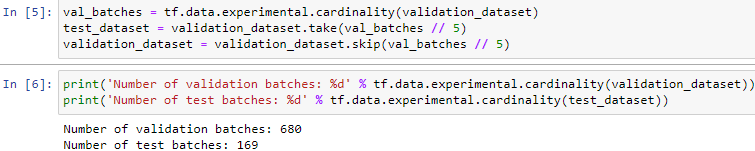 In [5]: val_batches = tf.data.experimental.cardinality(validation_dataset)
test_dataset = validation_dataset.take(val_batches // 5)
validation_dataset = validation_dataset.skip(val_batches // 5)
In [6]: print('Number of validation batches: %d' % tf.data.experimental.cardinality(validation_dataset))
print('Number of test batches: %d' % tf.data.experimental.cardinality(test_dataset))
Number of validation batches: 680
Number of test batches: 169